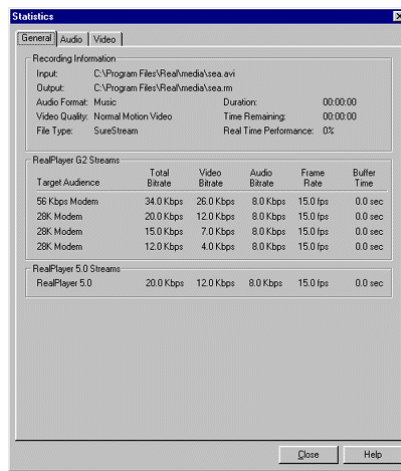 Statistics
General Audio Video
Recording Information
Input: C:\Program Files\Real\media\sea.avi
Output: C:\Program Files\Real\media\sea.rm
Audio Format: Music Duration: 00:00:00
Video Quality: Normal Motion Video Time Remaining: 00:00:00
File Type: SureStream Real Time Performance: 0%
RealPlayer G2 Streams
Target Audience Total Bitrate Video Bitrate Audio Bitrate Frame Rate Buffer Time
56 Kbps Modem 34.0 Kbps 26.0 Kbps 8.0 Kbps 15.0 fps 0.0 sec
28K Modem 20.0 Kbps 12.0 Kbps 8.0 Kbps 15.0 fps 0.0 sec
28K Modem 15.0 Kbps 7.0 Kbps 8.0 Kbps 15.0 fps 0.0 sec
28K Modem 12.0 Kbps 4.0 Kbps 8.0 Kbps 15.0 fps 0.0 sec
RealPlayer 5.0 Streams
RealPlayer 5.0 20.0 Kbps 12.0 Kbps 8.0 Kbps 15.0 fps 0.0 sec
Close Help